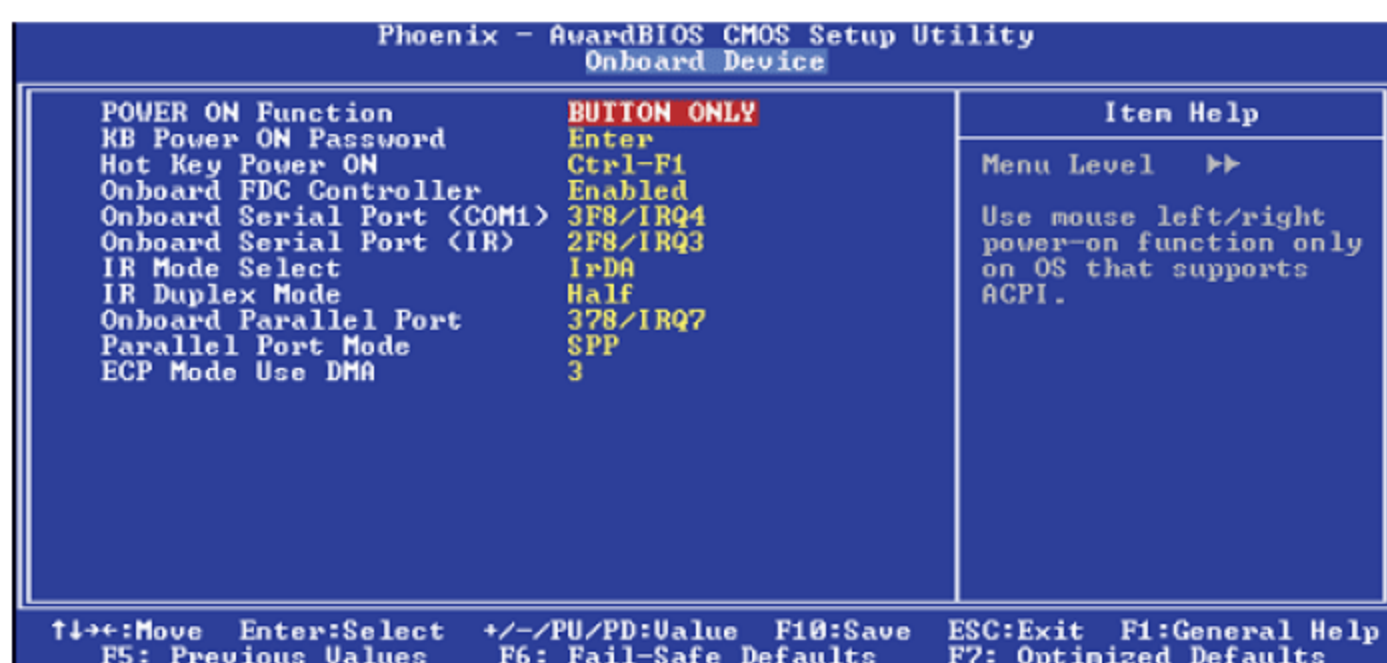 Phoenix - AwardBIOS CMOS Setup Utility
Onboard Device
POWER ON Function BUTTON ONLY
KB Power ON Password Enter
Hot Key Power ON Ctrl-F1
Onboard FDC Controller Enabled
Onboard Serial Port (COM1) 3F8/IRQ4
Onboard Serial Port (IR) 2F8/IRQ3
IR Mode Select IrDA
IR Duplex Mode Half
Onboard Parallel Port 378/IRQ7
Parallel Port Mode SPP
ECP Mode Use DMA 3
Item Help
Menu Level ▶▶
Use mouse left/right
power-on function only
on OS that supports
ACPI.
↑↓→←:Move Enter:Select +/-/PU/PD:Value F10:Save ESC:Exit F1:General Help
F5: Previous Values F6: Fail-Safe Defaults F7: Optimized Defaults